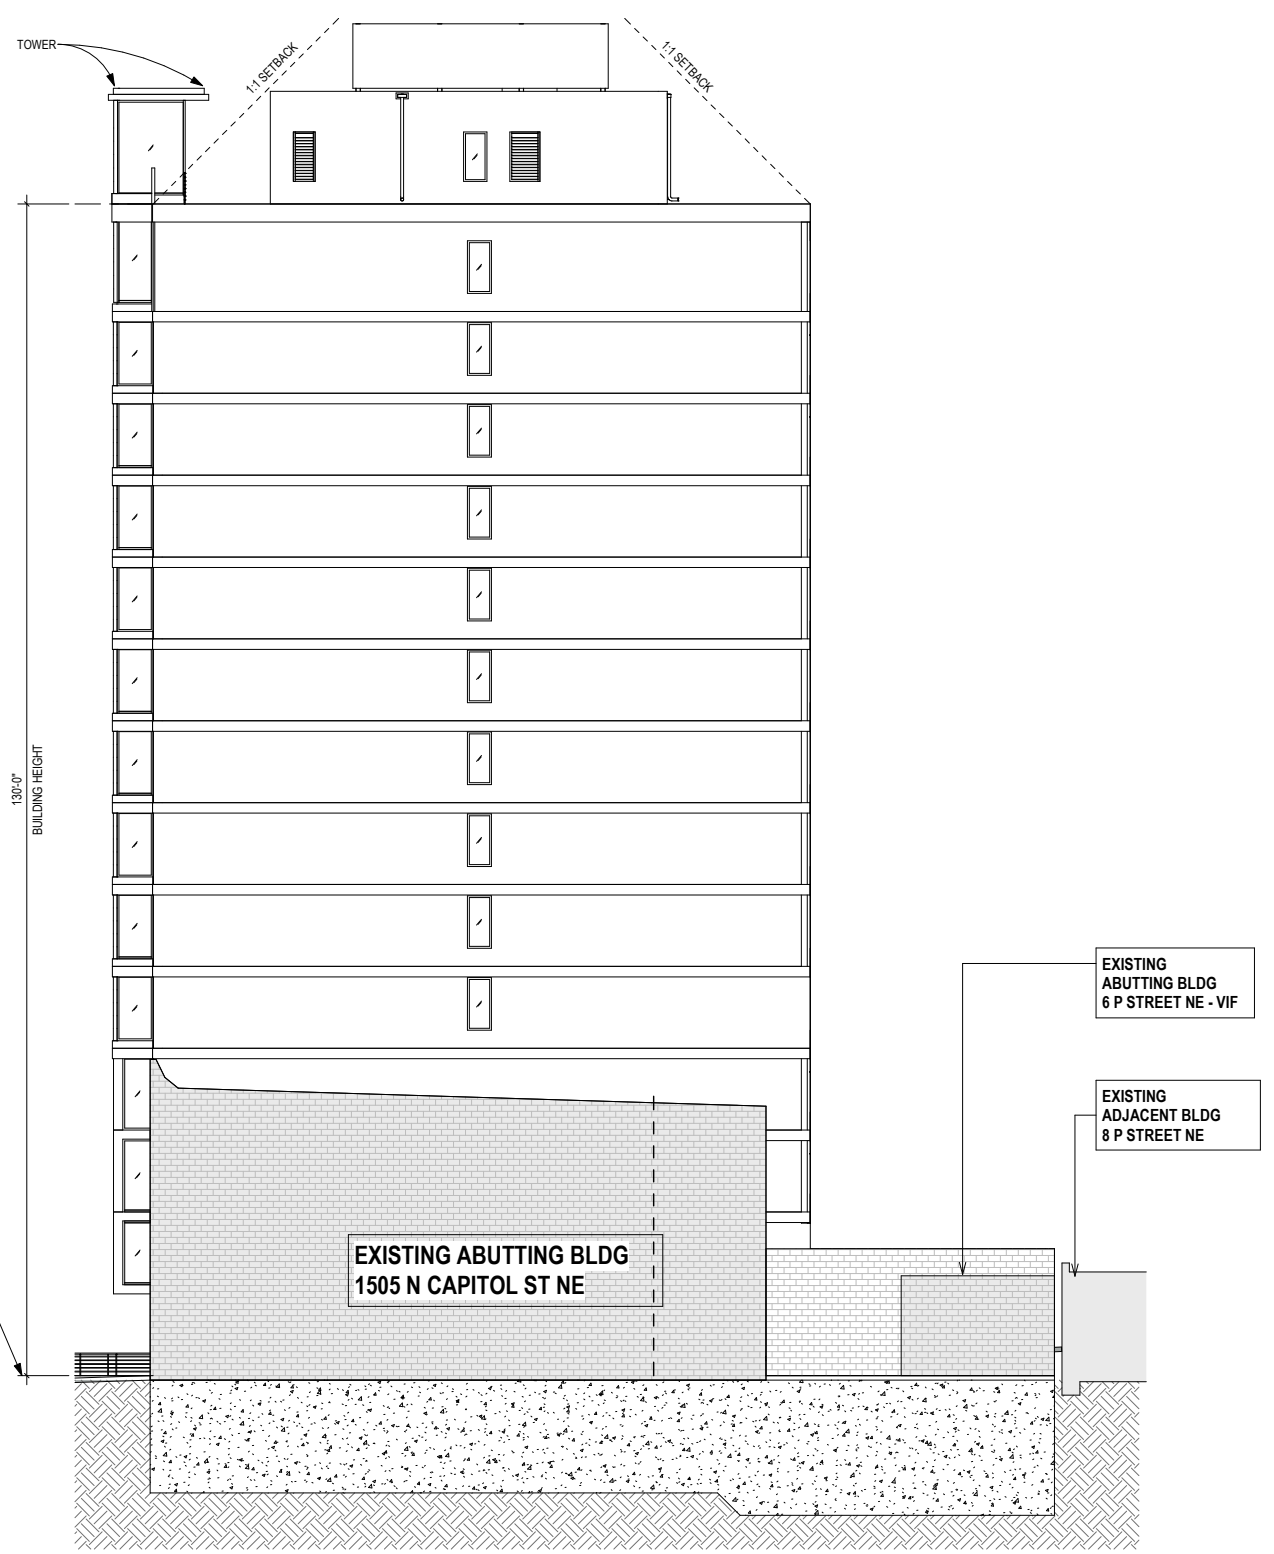 TOWER
1:1 SETBACK
1:1 SETBACK
130'-0"
BUILDING HEIGHT
EXISTING
ABUTTING BLDG
6 P STREET NE - VIF
EXISTING
ADJACENT BLDG
8 P STREET NE
EXISTING ABUTTING BLDG
1505 N CAPITOL ST NE